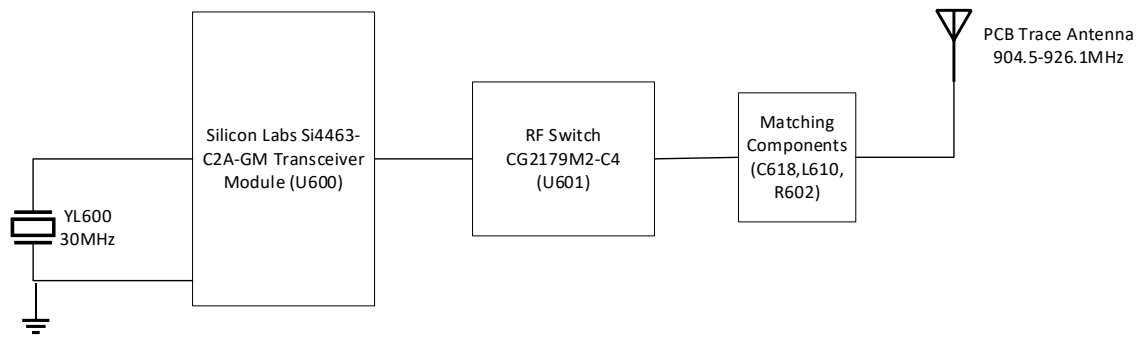 PCB Trace Antenna
904.5-926.1MHz
Silicon Labs Si4463-
C2A-GM Transceiver
Module (U600)
RF Switch
CG2179M2-C4
(U601)
Matching
Components
(C618,L610,
R602)
YL600
30MHz